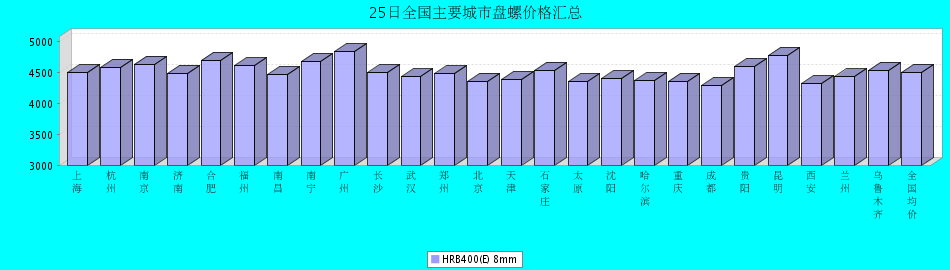 25日全国主要城市盘螺价格汇总
5000
4500
4000
3500
3000
上海
杭州
南京
济南
合肥
福州
南昌
南宁
广州
长沙
武汉
郑州
北京
天津
石家庄
太原
沈阳
哈尔滨
重庆
成都
贵阳
昆明
西安
兰州
乌鲁木齐
全国均价
HRB400(E) 8mm